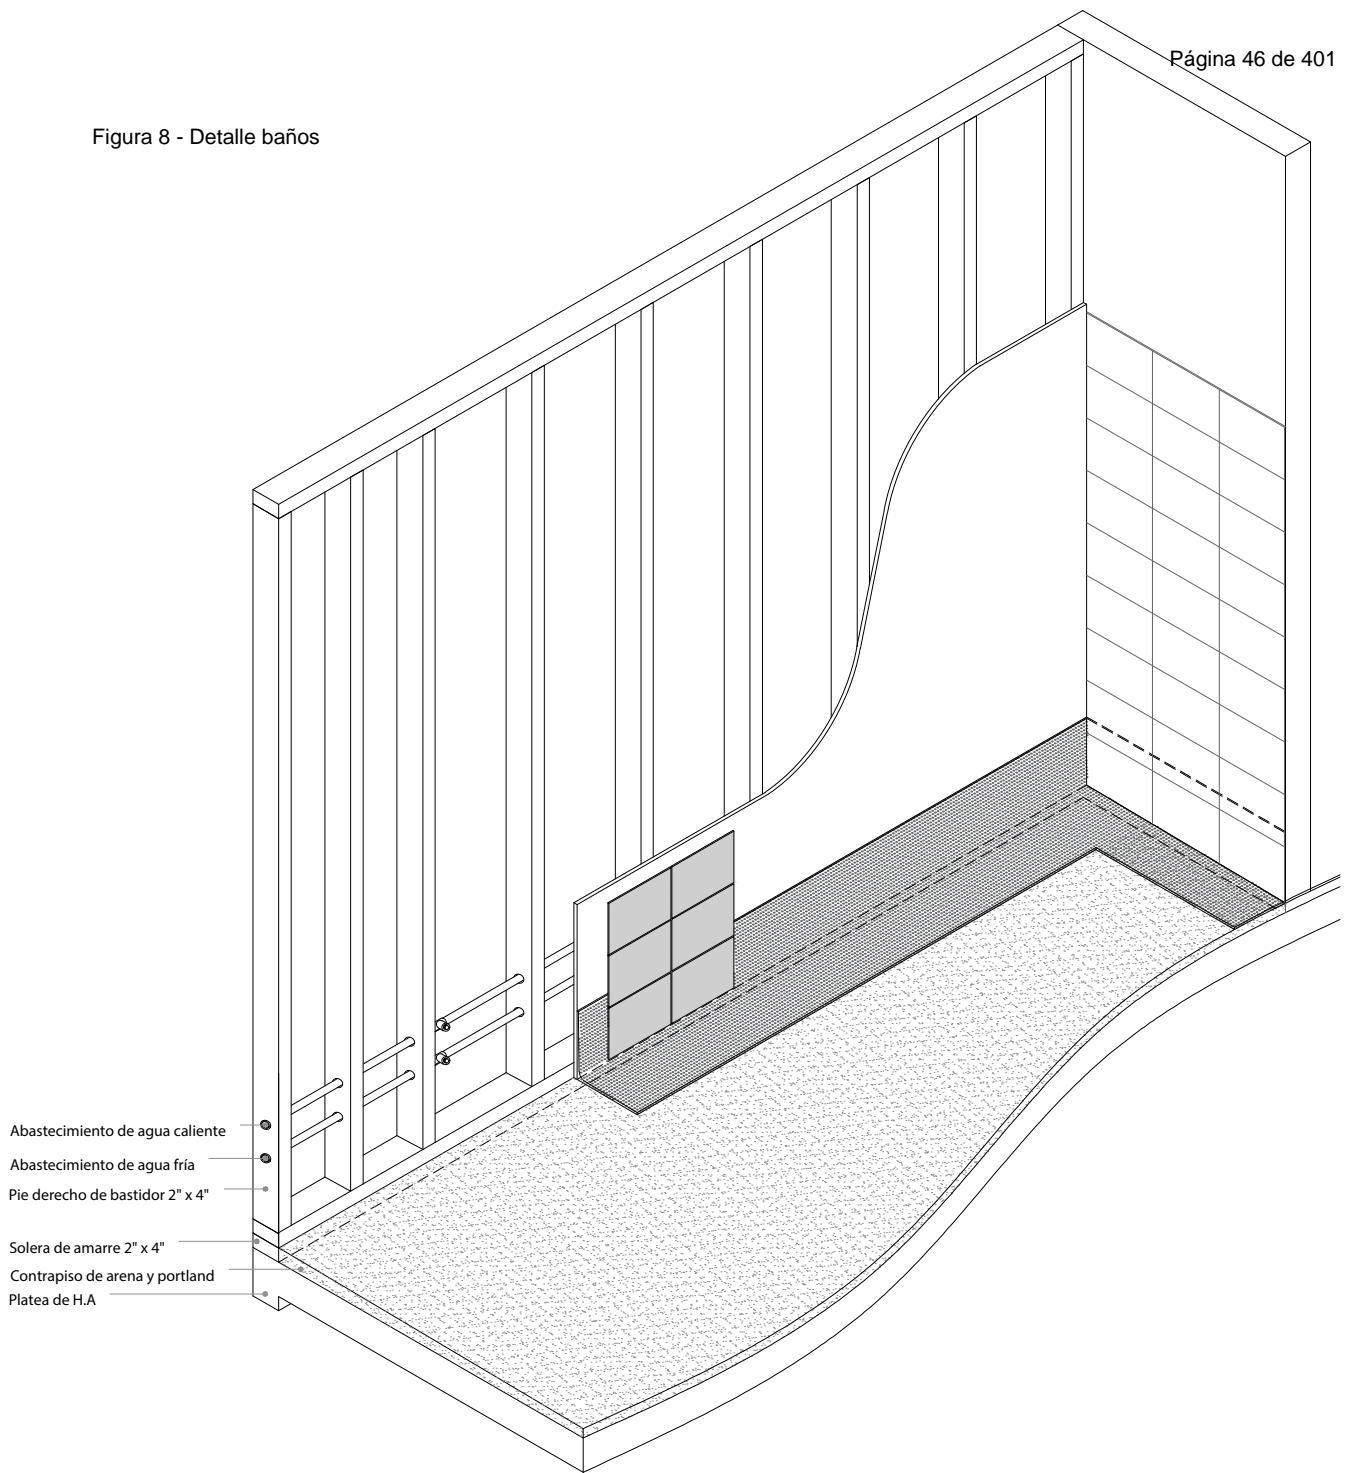 Página 46 de 401
Figura 8 - Detalle baños
Abastecimiento de agua caliente
Abastecimiento de agua fría
Pie derecho de bastidor 2" x 4"
Solera de amarre 2" x 4"
Contrapiso de arena y portland
Platea de H.A